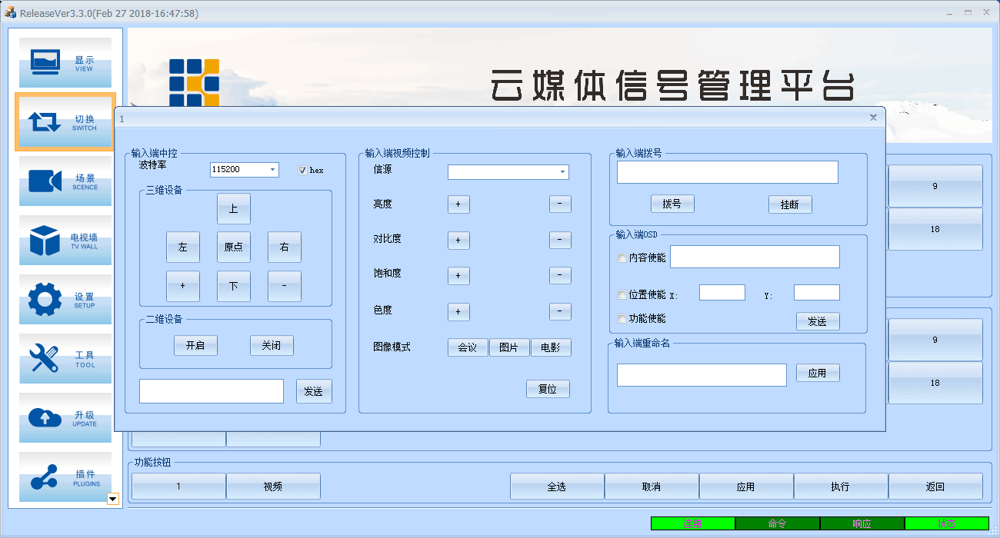 ReleaseVer3.3.0(Feb 27 2018-16:47:58)
显示
VIEW
切换
SWITCH
场景
SCENCE
电视墙
TV WALL
设置
SETUP
工具
TOOL
升级
UPDATE
插件
PLUGINS
云媒体信号管理平台
1
输入端中控
波特率
115200
hex
三维设备
上
左
原点
右
+
下
-
二维设备
开启
关闭
发送
输入端视频控制
信源
亮度
+
-
对比度
+
-
饱和度
+
-
色度
+
-
图像模式
会议
图片
电影
复位
输入端拨号
拨号
挂断
输入端OSD
内容使能
位置使能 X:
Y:
功能使能
发送
输入端重命名
应用
9
18
9
18
功能按钮
1
视频
全选
取消
应用
执行
返回
连接
命令
响应
状态